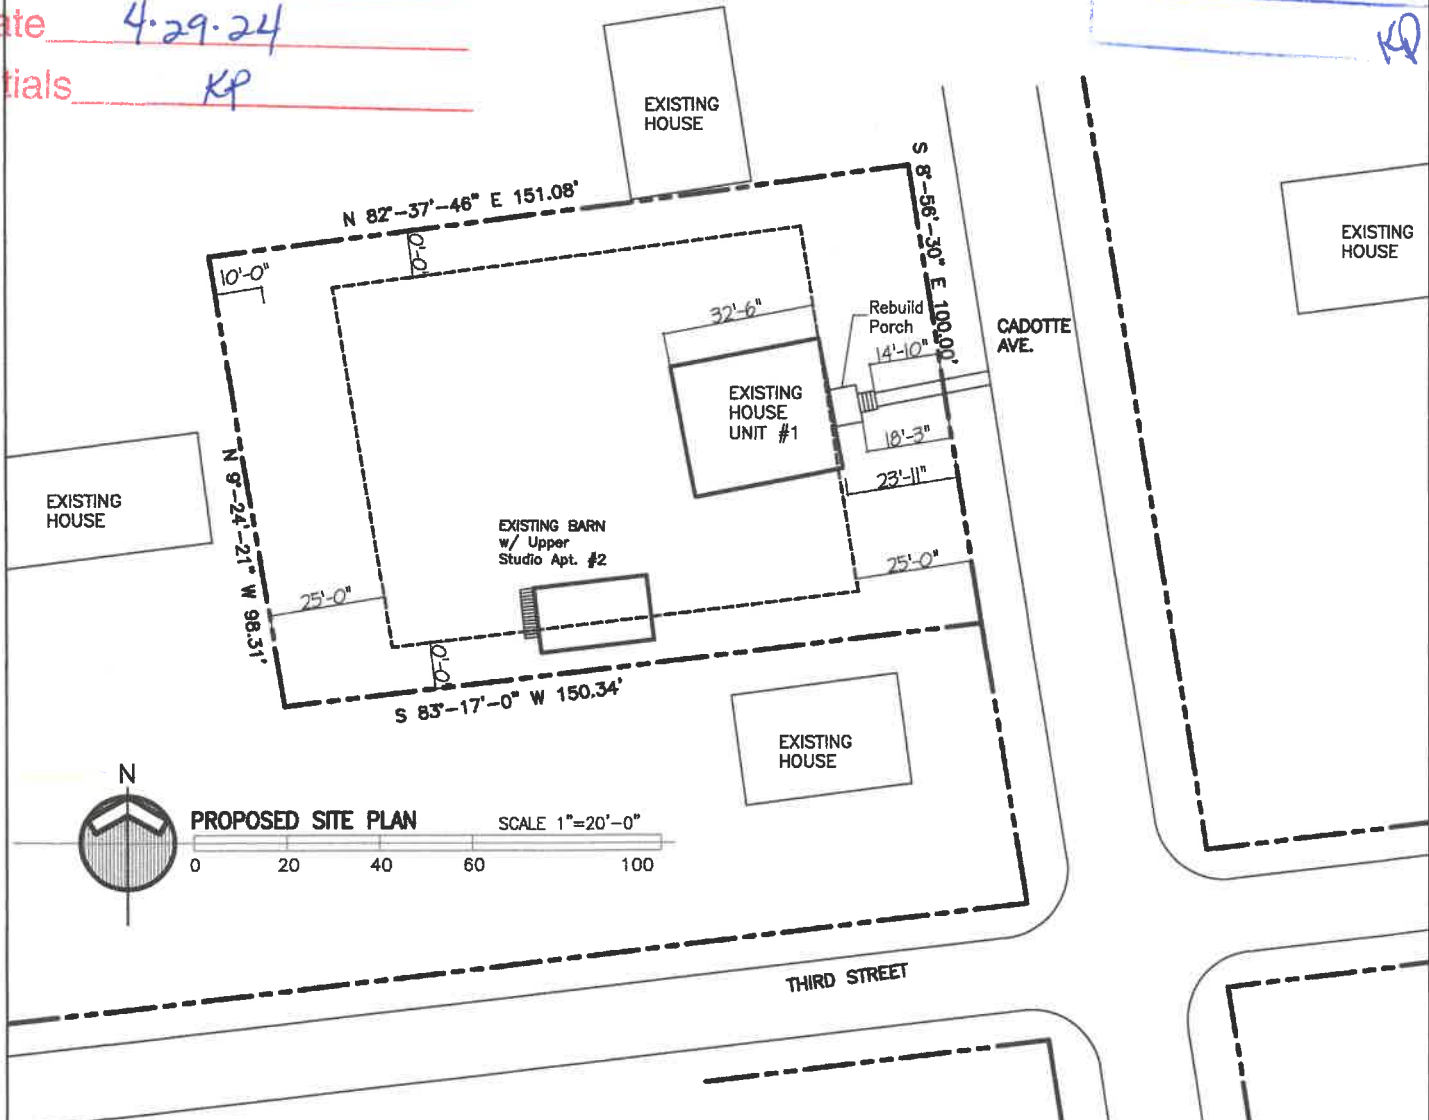 ate 4·29·24
tials KP
KP
EXISTING
HOUSE
N 82°-37'-46" E 151.08'
S 8°-56'-30" E 100.00'
10'-0"
0'-0"
EXISTING
HOUSE
32'-6"
Rebuild
Porch
14'-10"
CADOTTE
AVE.
EXISTING
HOUSE
UNIT #1
18'-3"
23'-11"
N 9°-24'-21" W 98.31'
EXISTING
HOUSE
EXISTING BARN
w/ Upper
Studio Apt. #2
25'-0"
25'-0"
0'-0"
S 83°-17'-0" W 150.34'
EXISTING
HOUSE
N
PROPOSED SITE PLAN SCALE 1"=20'-0"
0 20 40 60 100
THIRD STREET